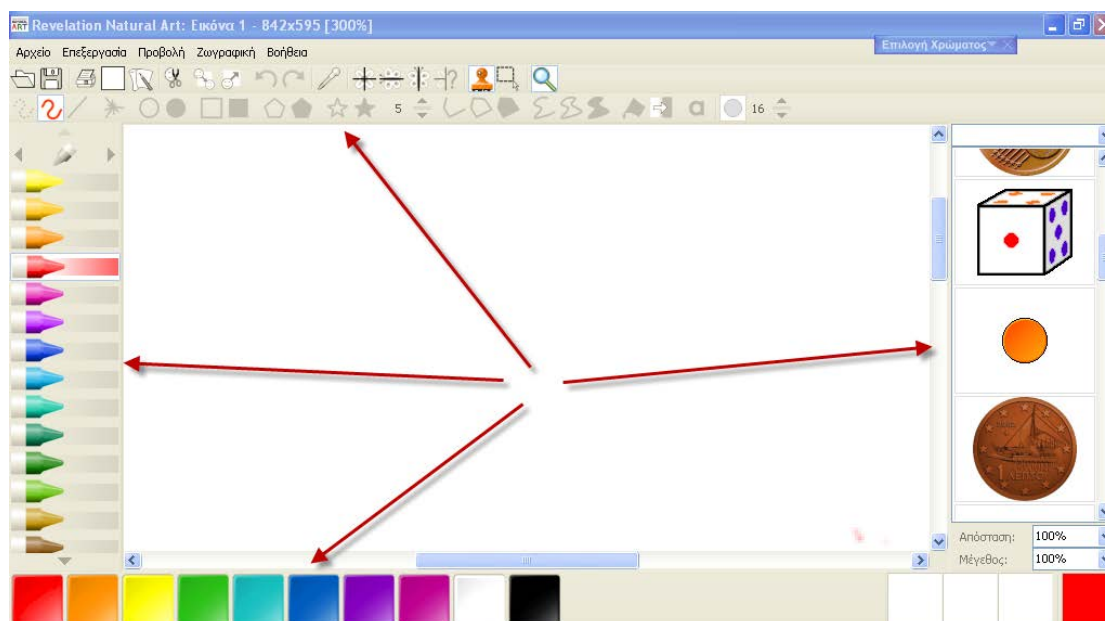 Revelation Natural Art: Εικόνα 1 - 842x595 [300%]
Επιλογή Χρώματος
Αρχείο Επεξεργασία Προβολή Ζωγραφική Βοήθεια
5
16
Απόσταση: 100%
Μέγεθος: 100%